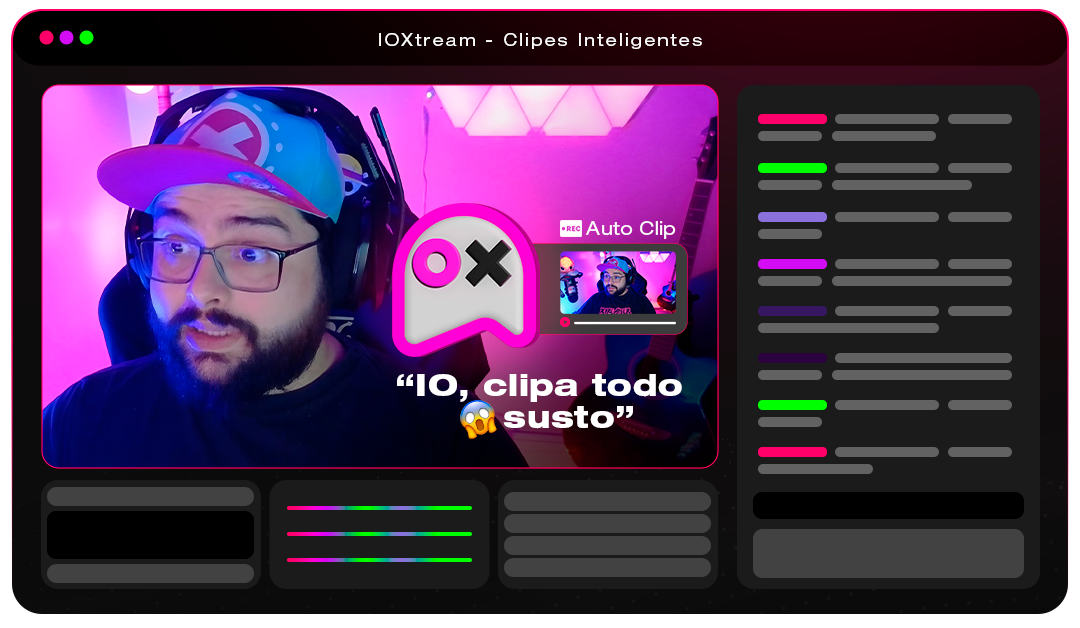 IOXtream - Clipes Inteligentes
REC Auto Clip
“IO, clipa todo
😱 susto”